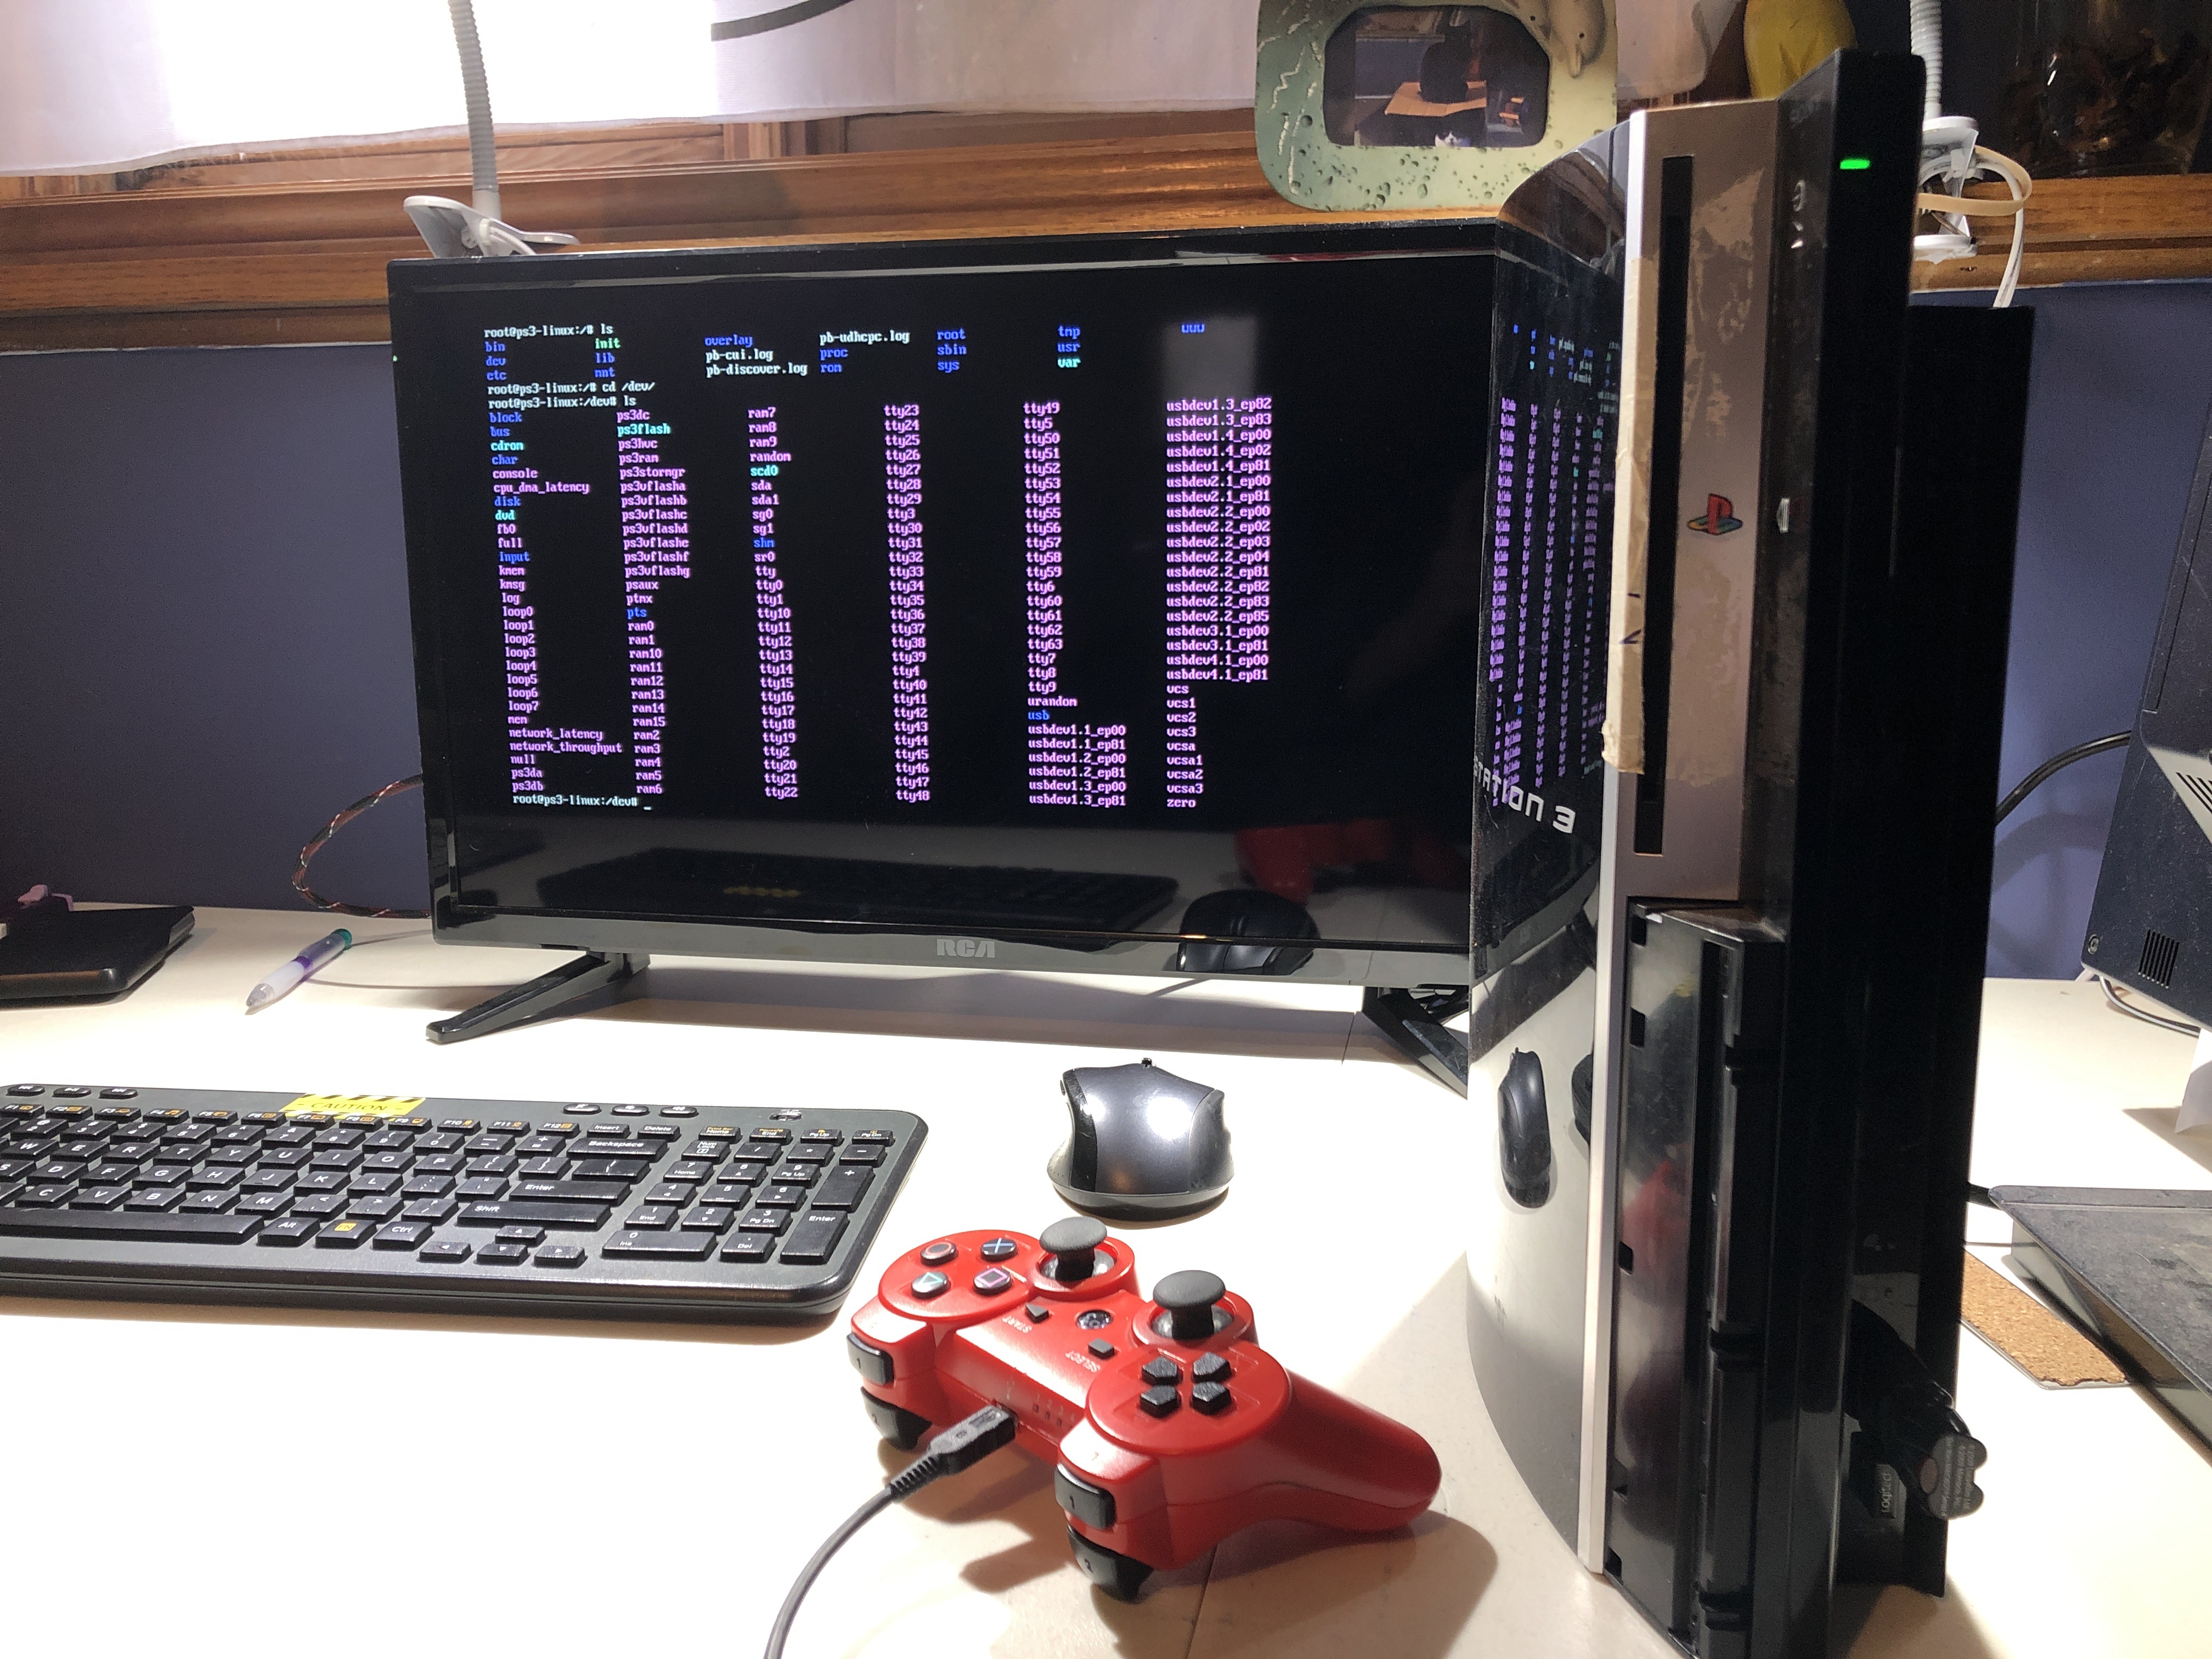 root@ps3-linux:/# ls
bin init overlay pb-udhcpc.log root tmp
dev lib pb-cui.log proc sbin usr
etc mnt pb-discover.log rom sys var
root@ps3-linux:/# cd /dev/
root@ps3-linux:/dev# ls
block ps3dc ram7 tty23 tty49 usbdev1.3_ep82
bus ps3flash ram8 tty24 tty5 usbdev1.3_ep83
cdrom ps3hvc ram9 tty25 tty50 usbdev1.4_ep00
char ps3ram random tty26 tty51 usbdev1.4_ep02
console ps3stormgr scd0 tty27 tty52 usbdev1.4_ep81
cpu_dma_latency ps3vflasha sda tty28 tty53 usbdev2.1_ep00
disk ps3vflashb sda1 tty29 tty54 usbdev2.1_ep81
dvd ps3vflashc sg0 tty3 tty55 usbdev2.2_ep00
fb0 ps3vflashd sg1 tty30 tty56 usbdev2.2_ep02
full ps3vflashe shm tty31 tty57 usbdev2.2_ep03
input ps3vflashf sr0 tty32 tty58 usbdev2.2_ep04
kmem ps3vflashg tty tty33 tty59 usbdev2.2_ep81
kmsg psaux tty0 tty34 tty6 usbdev2.2_ep82
log ptmx tty1 tty35 tty60 usbdev2.2_ep83
loop0 pts tty10 tty36 tty61 usbdev2.2_ep85
loop1 ram0 tty11 tty37 tty62 usbdev3.1_ep00
loop2 ram1 tty12 tty38 tty63 usbdev3.1_ep81
loop3 ram10 tty13 tty39 tty7 usbdev4.1_ep00
loop4 ram11 tty14 tty4 tty8 usbdev4.1_ep81
loop5 ram12 tty15 tty40 tty9 vcs
loop6 ram13 tty16 tty41 urandom vcs1
loop7 ram14 tty17 tty42 usb vcs2
mem ram15 tty18 tty43 usbdev1.1_ep00 vcs3
network_latency ram2 tty19 tty44 usbdev1.1_ep81 vcsa
network_throughput ram3 tty2 tty45 usbdev1.2_ep00 vcsa1
null ram4 tty20 tty46 usbdev1.2_ep81 vcsa2
ps3da ram5 tty21 tty47 usbdev1.3_ep00 vcsa3
ps3db ram6 tty22 tty48 usbdev1.3_ep81 zero
root@ps3-linux:/dev# _
RCA
CAUTION
Backspace
Enter
Shift
Alt
Ctrl
START
SELECT
Logitech